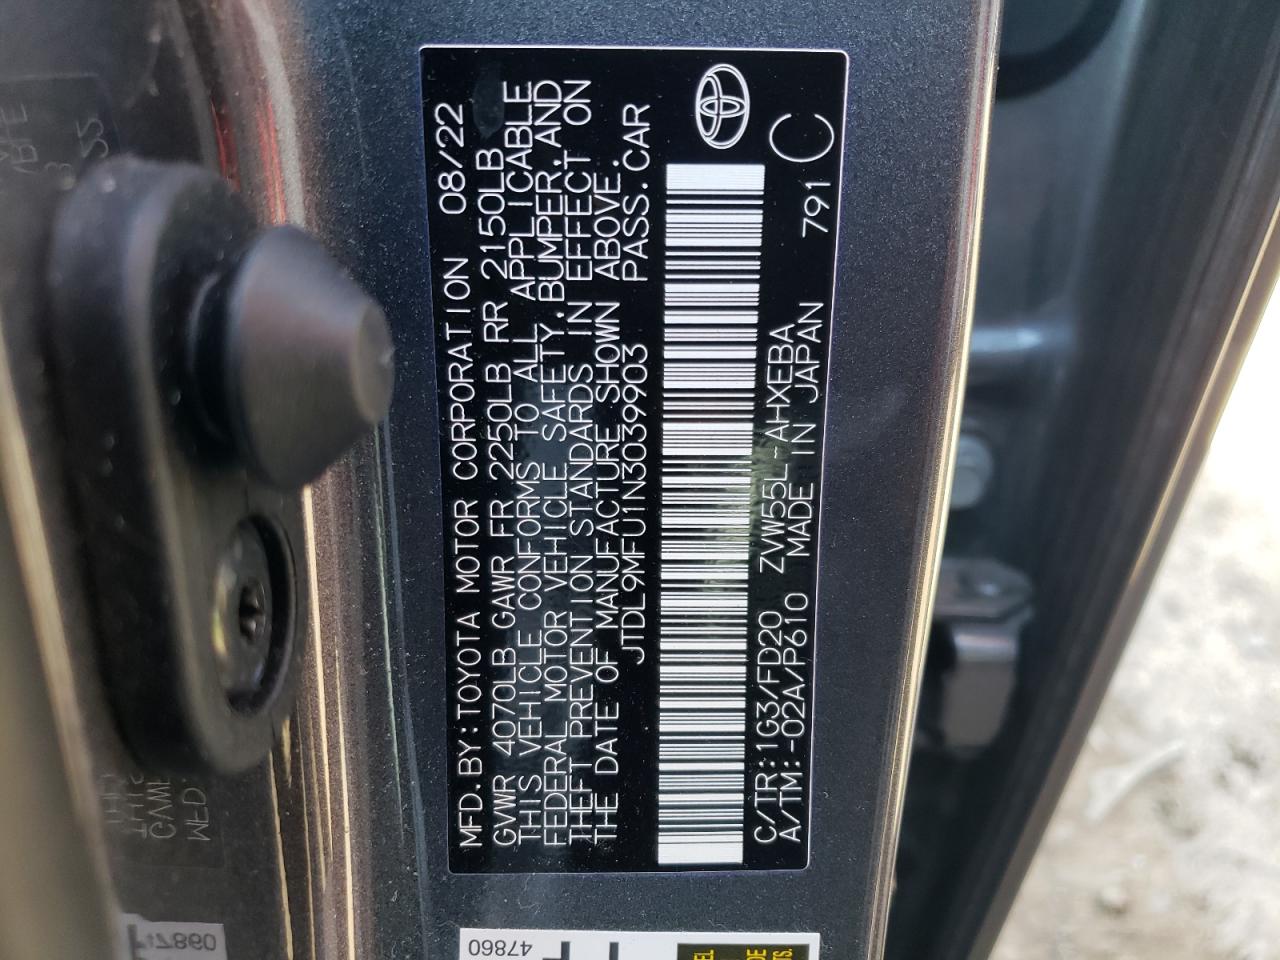 MFD.BY:TOYOTA MOTOR CORPORATION 08/22
GVWR 4070LB GAWR FR 2250LB RR 2150LB
THIS VEHICLE CONFORMS TO ALL APPLICABLE
FEDERAL MOTOR VEHICLE SAFETY,BUMPER,AND
THEFT PREVENTION STANDARDS IN EFFECT ON
THE DATE OF MANUFACTURE SHOWN ABOVE.
JTDL9MFU1N3039903 PASS.CAR
C/TR:1G3/FD20 ZVW55L-AHXEBA
A/TM:-02A/P610 MADE IN JAPAN 791 C
47860